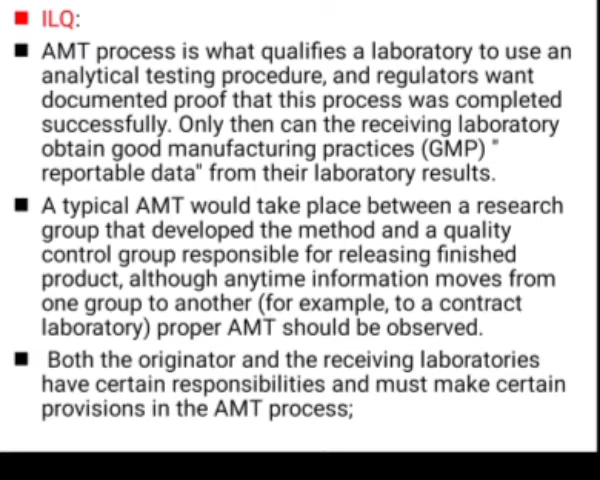 ILQ:
AMT process is what qualifies a laboratory to use an
analytical testing procedure, and regulators want
documented proof that this process was completed
successfully. Only then can the receiving laboratory
obtain good manufacturing practices (GMP) "
reportable data" from their laboratory results.
A typical AMT would take place between a research
group that developed the method and a quality
control group responsible for releasing finished
product, although anytime information moves from
one group to another (for example, to a contract
laboratory) proper AMT should be observed.
Both the originator and the receiving laboratories
have certain responsibilities and must make certain
provisions in the AMT process;